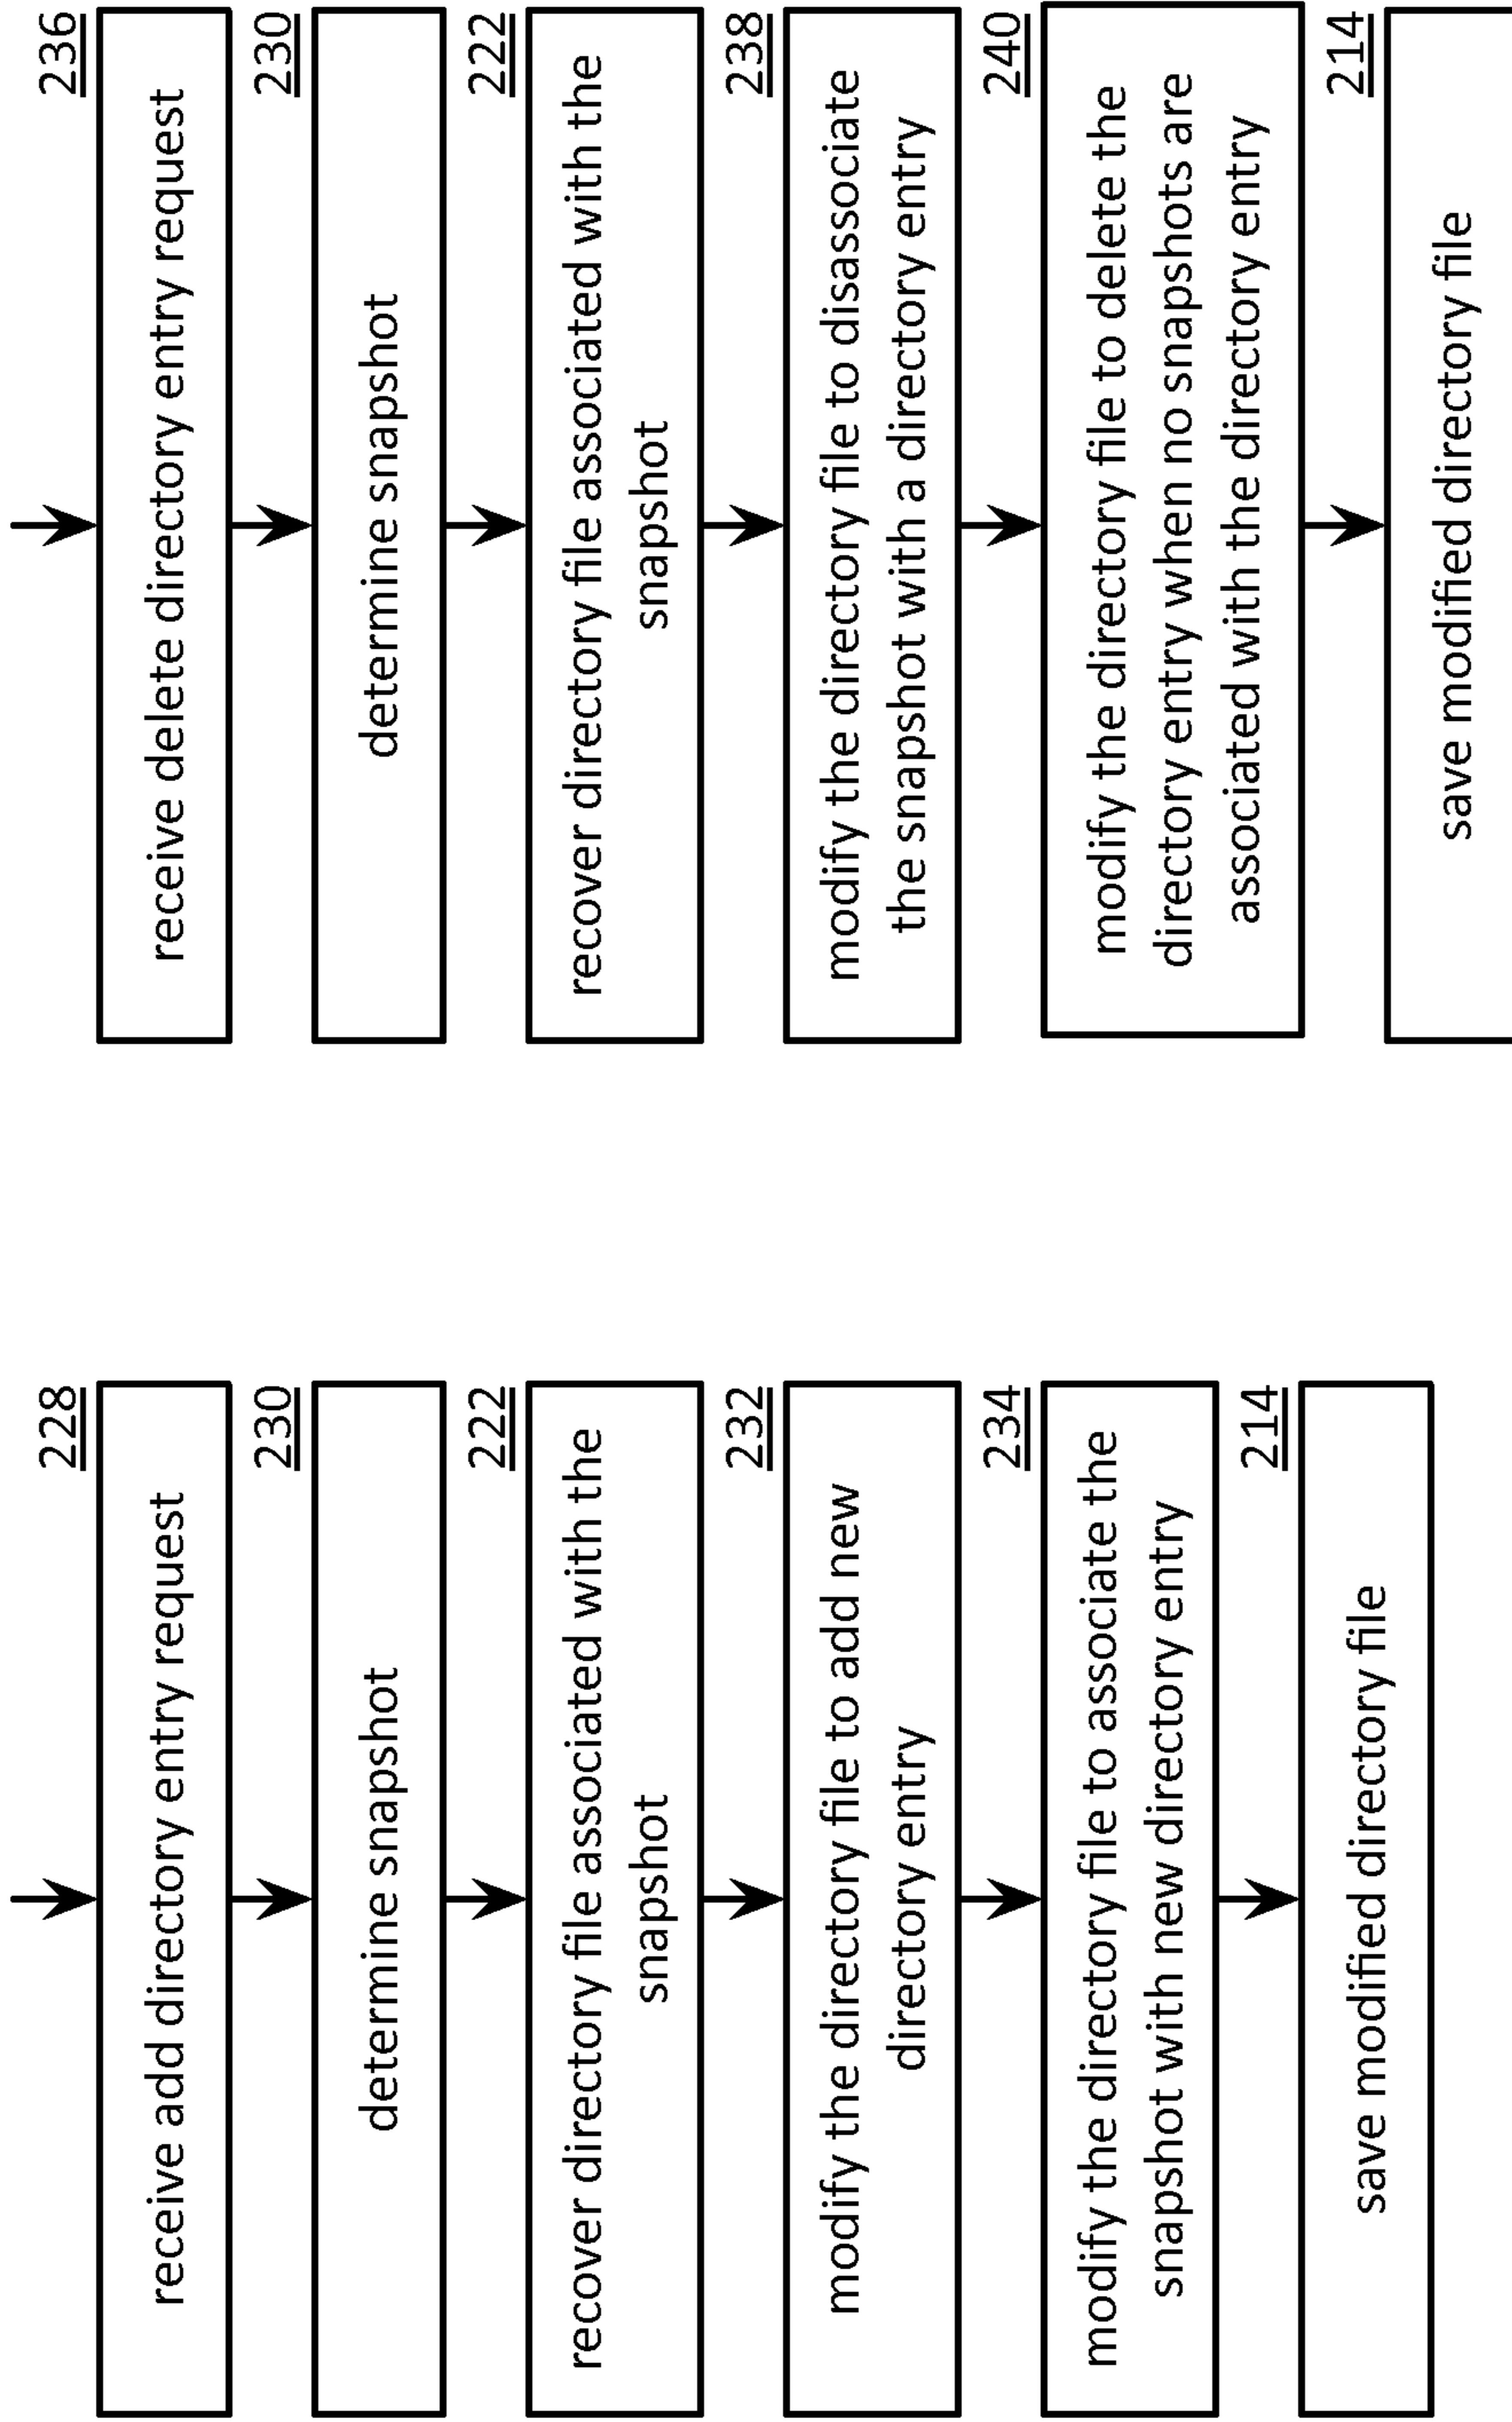 228
receive add directory entry request
230
determine snapshot
222
recover directory file associated with the
snapshot
232
modify the directory file to add new
directory entry
234
modify the directory file to associate the
snapshot with new directory entry
214
save modified directory file
236
receive delete directory entry request
230
determine snapshot
222
recover directory file associated with the
snapshot
238
modify the directory file to disassociate
the snapshot with a directory entry
240
modify the directory file to delete the
directory entry when no snapshots are
associated with the directory entry
214
save modified directory file